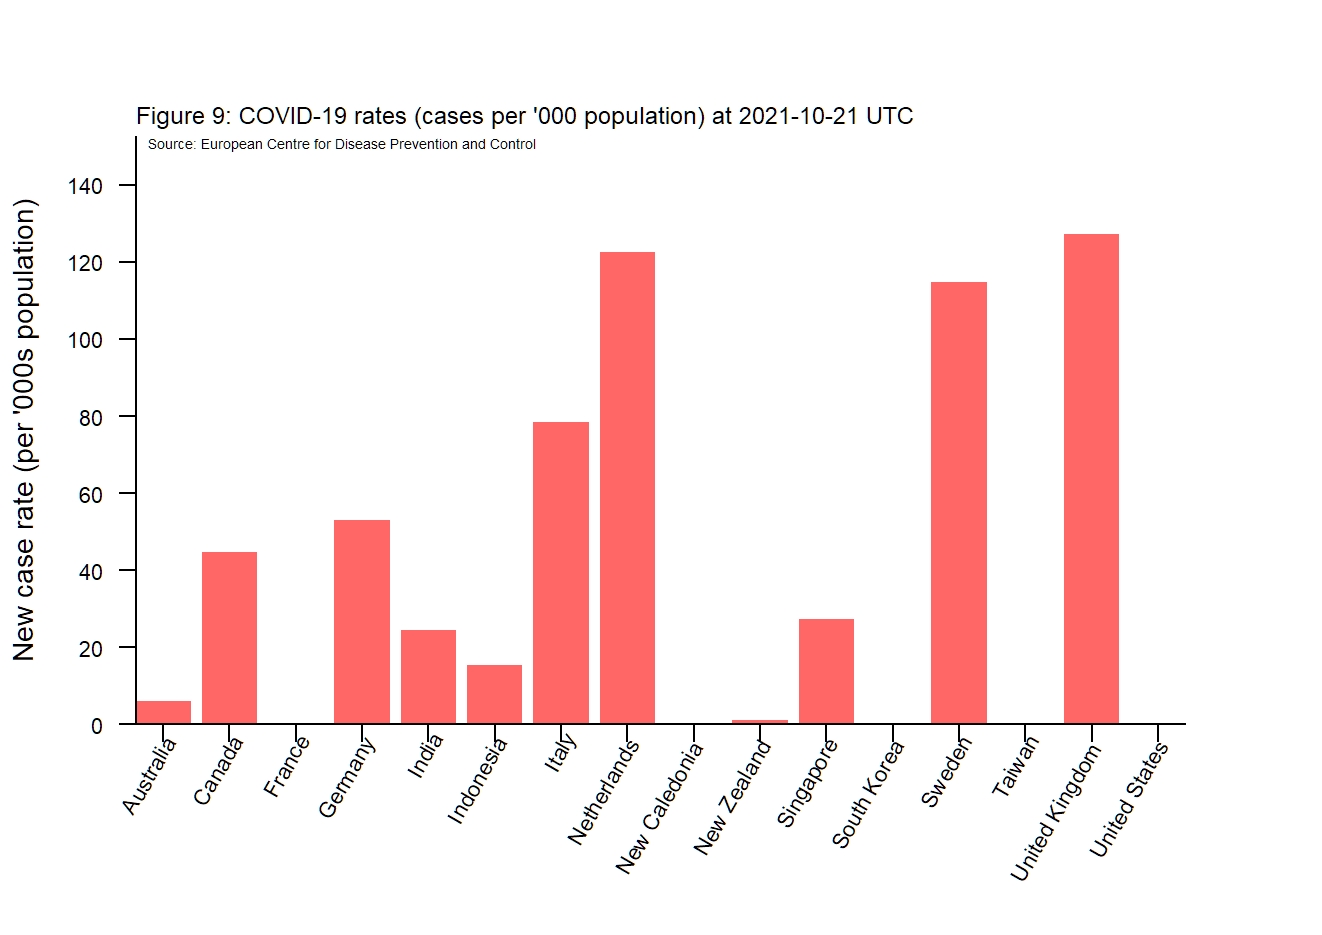 Figure 9: COVID-19 rates (cases per '000 population) at 2021-10-21 UTC
Source: European Centre for Disease Prevention and Control
New case rate (per '000s population)
140
120
100
80
60
40
20
0
Australia
Canada
France
Germany
India
Indonesia
Italy
Netherlands
New Caledonia
New Zealand
Singapore
South Korea
Sweden
Taiwan
United Kingdom
United States